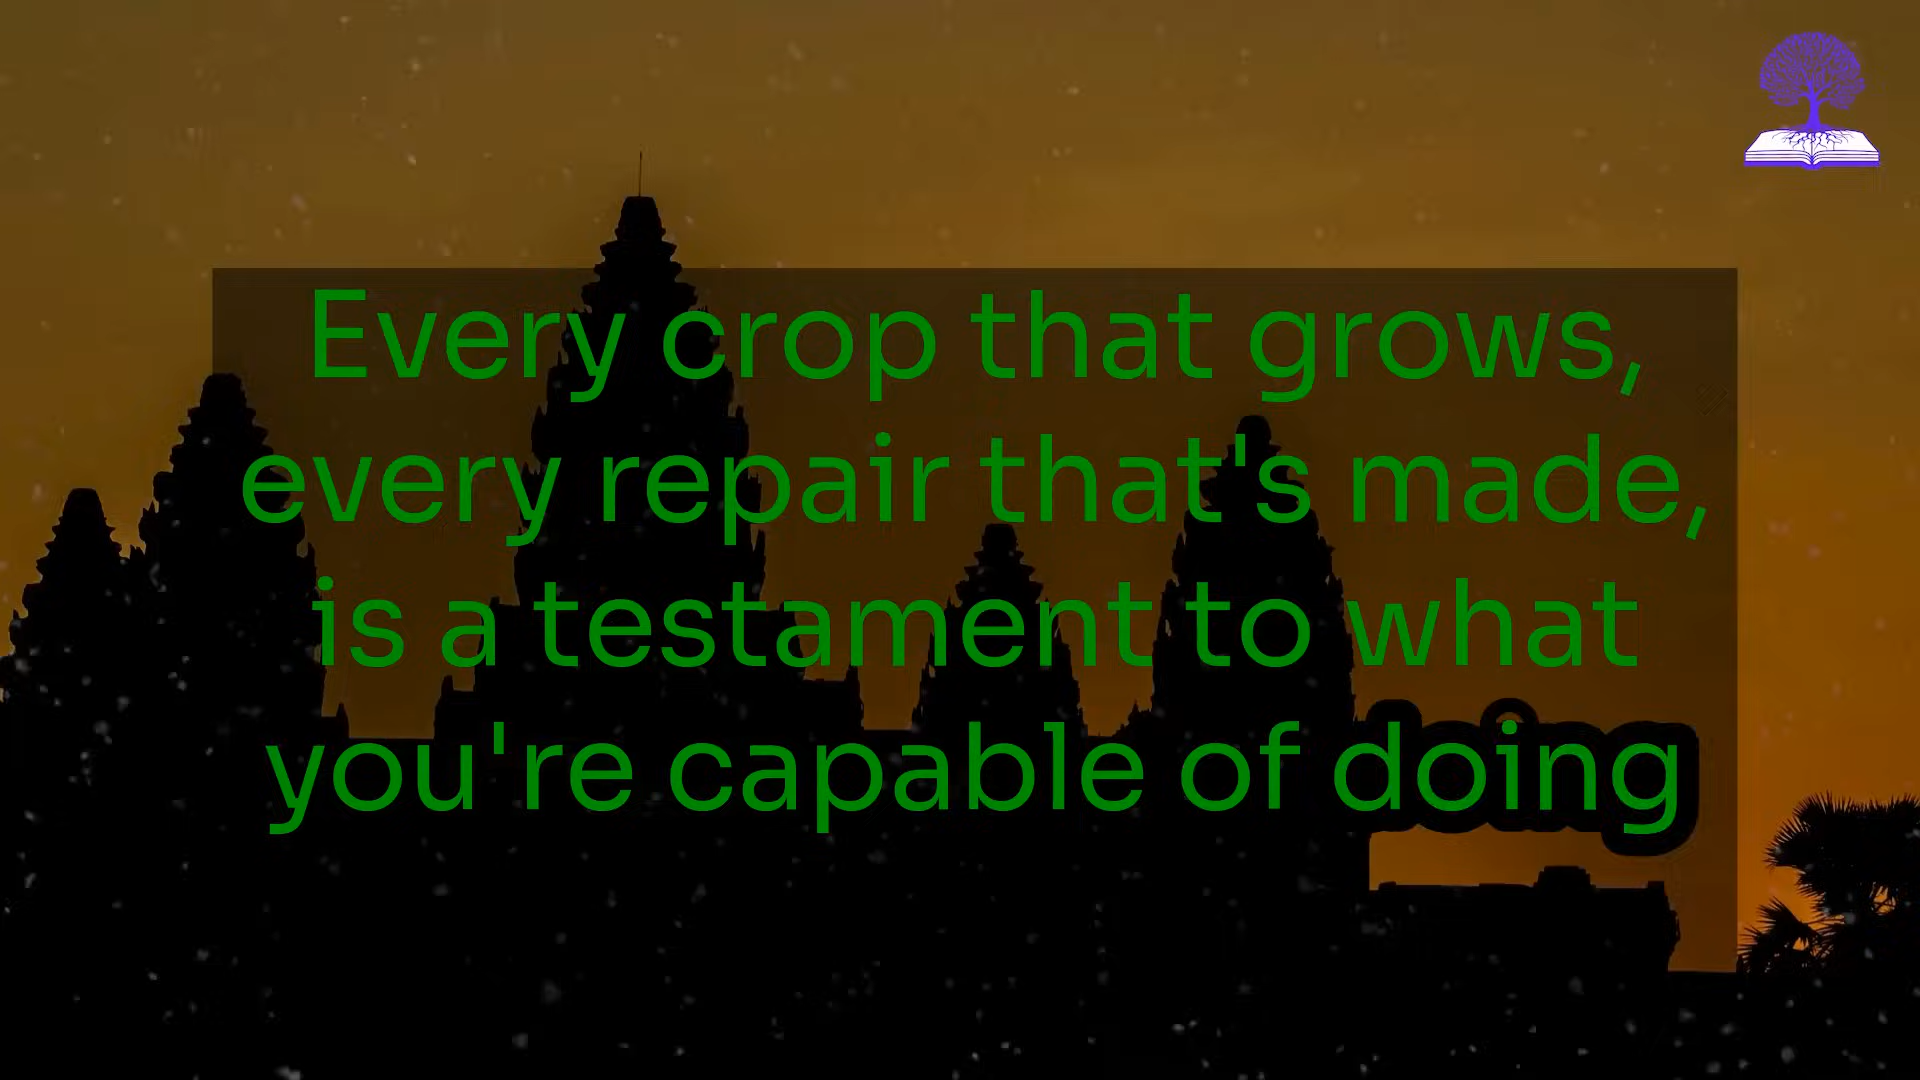 Every crop that grows,
every repair that's made,
is a testament to what
you're capable of doing